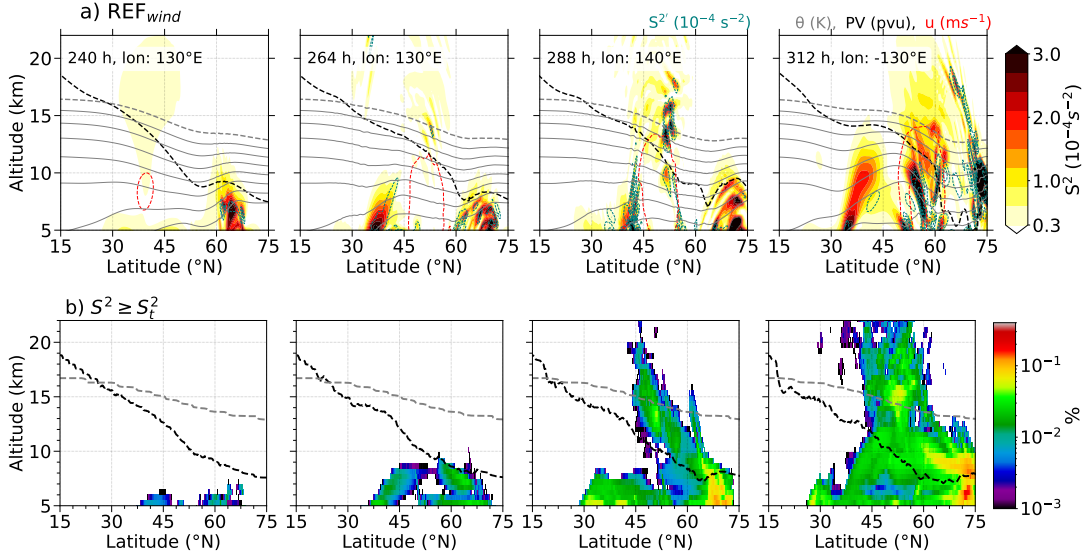 a) REF_wind
S^2' (10^-4 s^-2)
θ (K), PV (pvu), u (ms^-1)
240 h, lon: 130°E
264 h, lon: 130°E
288 h, lon: 140°E
312 h, lon: -130°E
Altitude (km)
20
15
10
5
15 30 45 60 75
15 30 45 60 75
15 30 45 60 75
15 30 45 60 75
Latitude (°N)
Latitude (°N)
Latitude (°N)
Latitude (°N)
3.0
2.0
1.0
0.3
S^2 (10^-4 s^-2)
b) S^2 ≥ S_t^2
Altitude (km)
20
15
10
5
15 30 45 60 75
15 30 45 60 75
15 30 45 60 75
15 30 45 60 75
Latitude (°N)
Latitude (°N)
Latitude (°N)
Latitude (°N)
10^-1
10^-2
10^-3
%